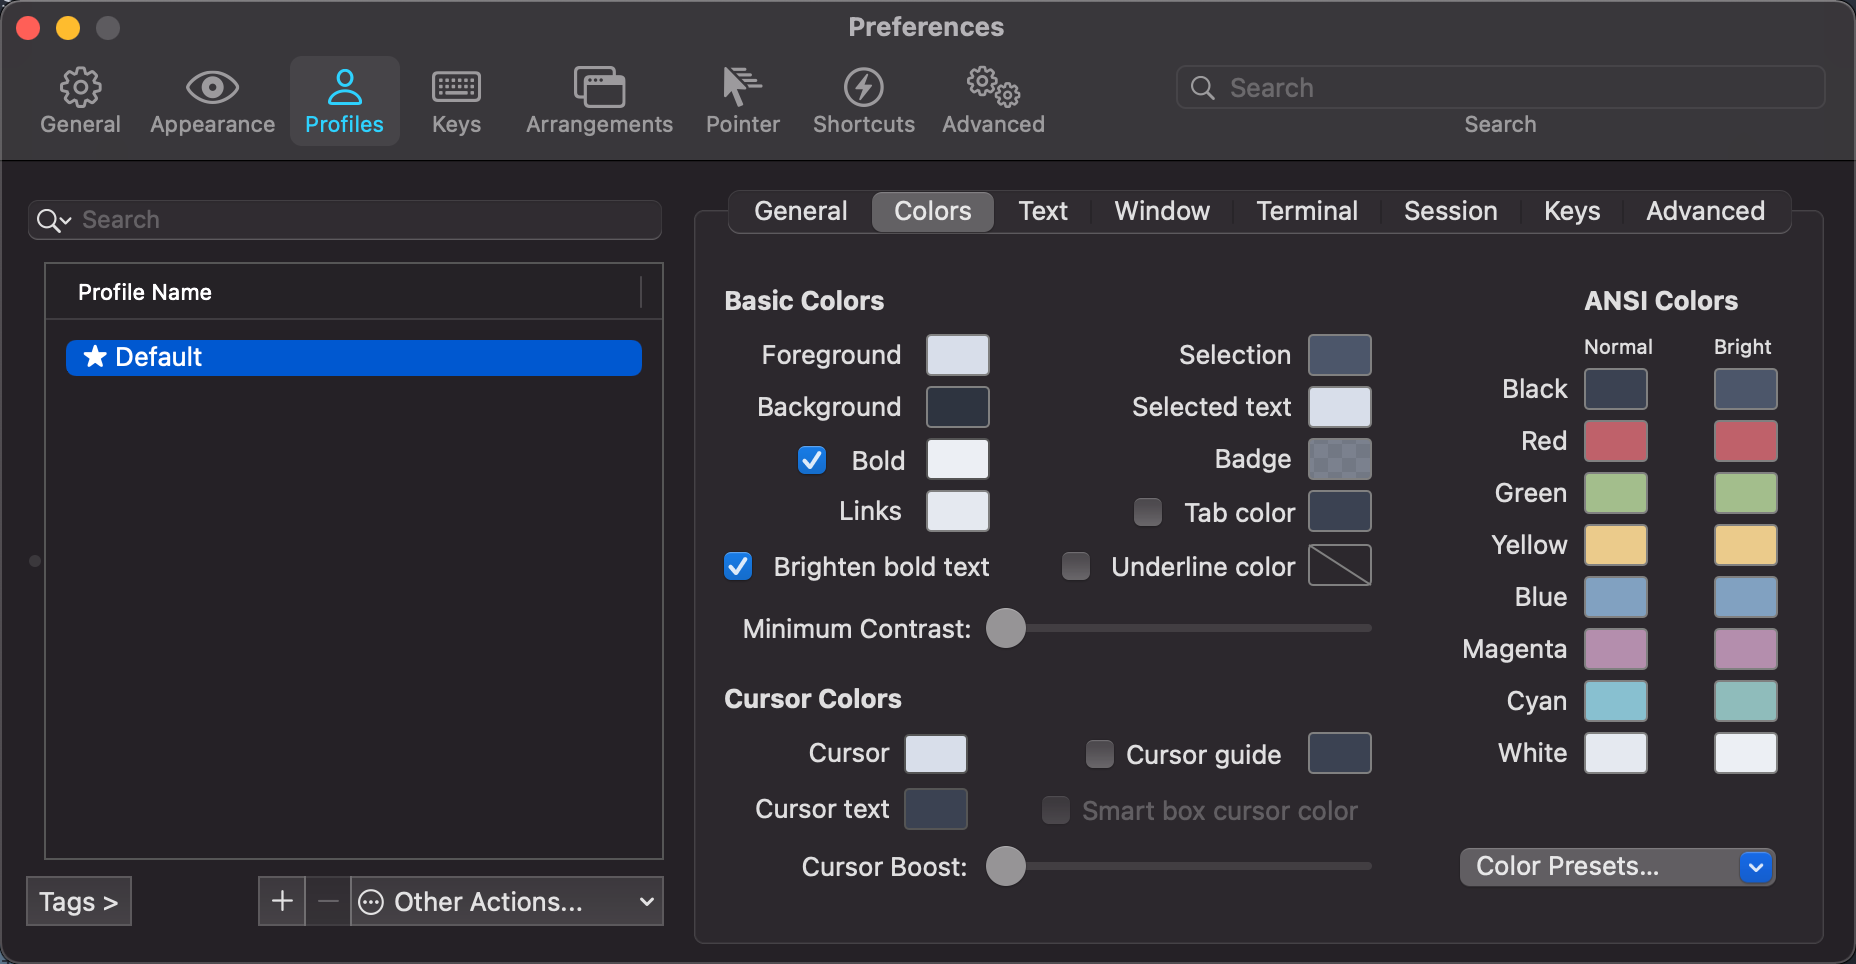 Preferences
General Appearance Profiles Keys Arrangements Pointer Shortcuts Advanced
Search
Search
Search
Profile Name
Default
Tags >
+ − Other Actions...
General Colors Text Window Terminal Session Keys Advanced
Basic Colors
Foreground
Background
Bold
Links
Brighten bold text
Selection
Selected text
Badge
Tab color
Underline color
Minimum Contrast:
Cursor Colors
Cursor
Cursor text
Cursor guide
Smart box cursor color
Cursor Boost:
ANSI Colors
Normal Bright
Black
Red
Green
Yellow
Blue
Magenta
Cyan
White
Color Presets...